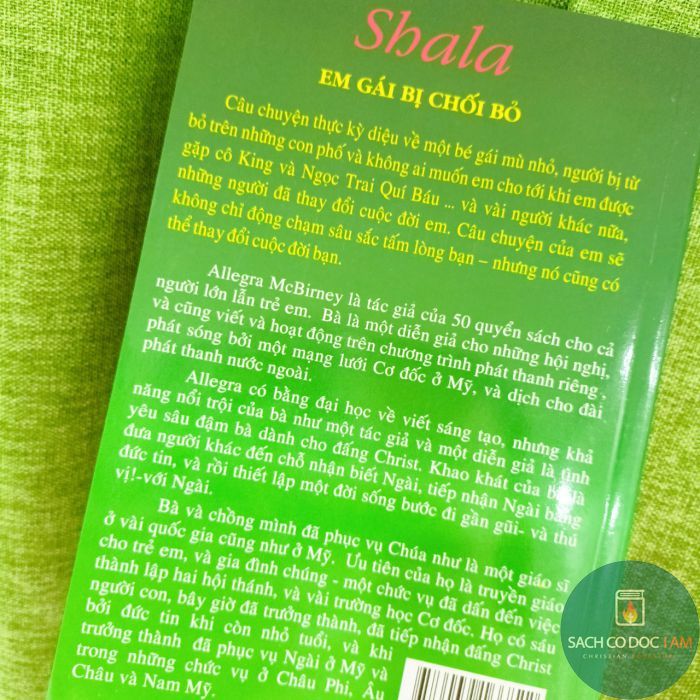 Shala
EM GÁI BỊ CHỐI BỎ
Câu chuyện thực kỳ diệu về một bé gái mù nhỏ, người bị từ
bỏ trên những con phố và không ai muốn em cho tới khi em được
gặp cô King và Ngọc Trai Quí Báu ... và vài người khác nữa,
những người đã thay đổi cuộc đời em. Câu chuyện của em sẽ
không chỉ động chạm sâu sắc tấm lòng bạn – nhưng nó cũng có
thể thay đổi cuộc đời bạn.
Allegra McBirney là tác giả của 50 quyển sách cho cả
người lớn lẫn trẻ em. Bà là một diễn giả cho những hội nghị,
và cũng viết và hoạt động trên chương trình phát thanh riêng ,
phát sóng bởi một mạng lưới Cơ đốc ở Mỹ, và dịch cho đài
phát thanh nước ngoài.
Allegra có bằng đại học về viết sáng tạo, nhưng khả
năng nổi trội của bà như một tác giả và một diễn giả là tình
yêu sâu đậm bà dành cho đấng Christ. Khao khát của bà là
đưa người khác đến chỗ nhận biết Ngài, tiếp nhận Ngài bằng
đức tin, và rồi thiết lập một đời sống bước đi gần gũi- và thú
vị!-với Ngài.
Bà và chồng mình đã phục vụ Chúa như là một giáo sĩ
ở vài quốc gia cũng như ở Mỹ. Ưu tiên của họ là truyền giáo
cho trẻ em, và gia đình chúng - một chức vụ đã dẫn đến việc
thành lập hai hội thánh, và vài trường học Cơ đốc. Họ có sáu
người con, bây giờ đã trưởng thành, đã tiếp nhận đấng Christ
bởi đức tin khi còn nhỏ tuổi, và khi
trưởng thành đã phục vụ Ngài ở Mỹ và
trong những chức vụ ở Châu Phi, Âu
Châu và Nam Mỹ.
SACH CO DOC LAM
CHRISTIAN BOOKSTORE